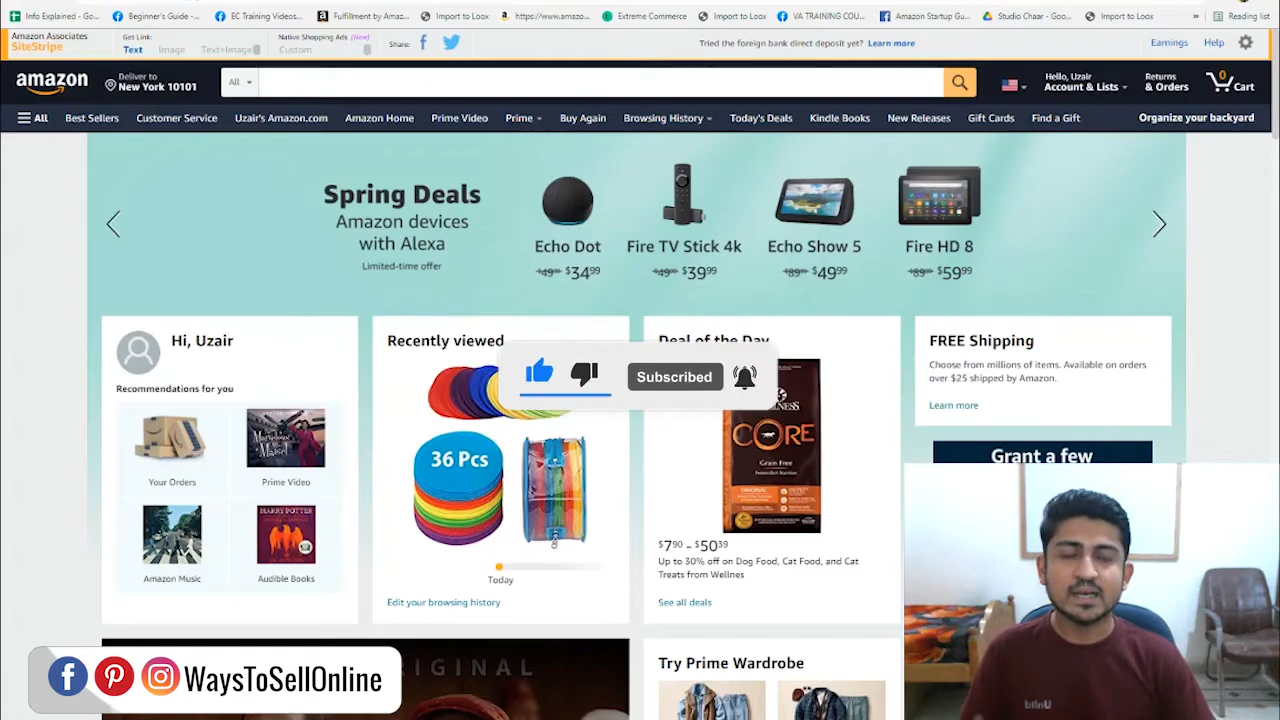 Info Explained - Go...
Beginner's Guide -...
EC Training Videos...
Fulfillment by Amaz...
Import to Loox
https://www.amazo...
Extreme Commerce
Import to Loox
VA TRAINING COU...
Amazon Startup Gu...
Studio Chaar - Goo...
Import to Loox
»
Reading list
Amazon Associates
SiteStripe
Get Link:
Text
Image
Text+Image
Native Shopping Ads (New)
Custom
Share:
Tried the foreign bank direct deposit yet? Learn more
Earnings
Help
amazon
Deliver to
New York 10101
All
Hello, Uzair
Account & Lists
Returns
& Orders
0
Cart
All
Best Sellers
Customer Service
Uzair's Amazon.com
Amazon Home
Prime Video
Prime
Buy Again
Browsing History
Today's Deals
Kindle Books
New Releases
Gift Cards
Find a Gift
Organize your backyard
Spring Deals
Amazon devices
with Alexa
Limited-time offer
Echo Dot
$49.99 $34.99
Fire TV Stick 4k
$49.99 $39.99
Echo Show 5
$89.99 $49.99
Fire HD 8
$89.99 $59.99
Hi, Uzair
Recommendations for you
Your Orders
Prime Video
Amazon Music
Audible Books
Marvelous
Mrs.
Maisel
HARRY POTTER
Recently viewed
36 Pcs
Today
Edit your browsing history
Deal of the Day
Subscribed
WELLNESS
CORE
Grain Free
ORIGINAL
$7.90 - $50.39
Up to 30% off on Dog Food, Cat Food, and Cat
Treats from Wellnes
See all deals
FREE Shipping
Choose from millions of items. Available on orders
over $25 shipped by Amazon.
Learn more
Grant a few
ORIGINAL
Try Prime Wardrobe
WaysToSellOnline